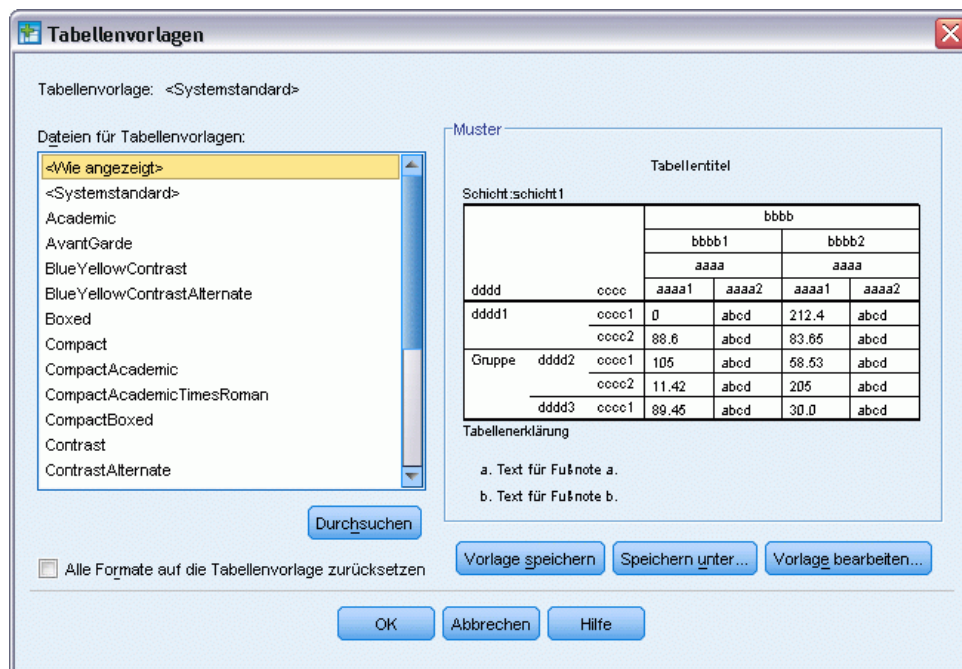 Tabellenvorlagen
Tabellenvorlage: <Systemstandard>
Dateien für Tabellenvorlagen:
<Wie angezeigt>
<Systemstandard>
Academic
AvantGarde
BlueYellowContrast
BlueYellowContrastAlternate
Boxed
Compact
CompactAcademic
CompactAcademicTimesRoman
CompactBoxed
Contrast
ContrastAlternate
Durchsuchen
Alle Formate auf die Tabellenvorlage zurücksetzen
Muster
Tabellentitel
Schicht:schicht1
bbbb
bbbb1 bbbb2
aaaa aaaa
dddd cccc aaaa1 aaaa2 aaaa1 aaaa2
dddd1 cccc1 0 abcd 212.4 abcd
cccc2 88.6 abcd 83.65 abcd
Gruppe dddd2 cccc1 105 abcd 58.53 abcd
cccc2 11.42 abcd 205 abcd
dddd3 cccc1 89.45 abcd 30.0 abcd
Tabellenerklärung
a. Text für Fußnote a.
b. Text für Fußnote b.
Vorlage speichern Speichern unter... Vorlage bearbeiten...
OK Abbrechen Hilfe